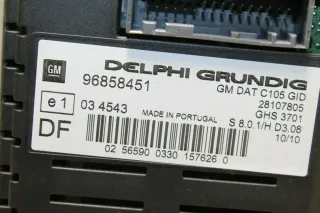 DELPHI GRUNDIG
GM
96858451
GM DAT C105 GID
28107805
e1
03 4543
GHS 3701
MADE IN PORTUGAL
S 8.0.1/H D3.08
DF
10/10
02 56590 0330 157626 0